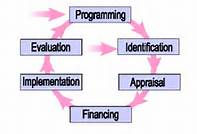 Programming
Evaluation
Identification
Implementation
Appraisal
Financing